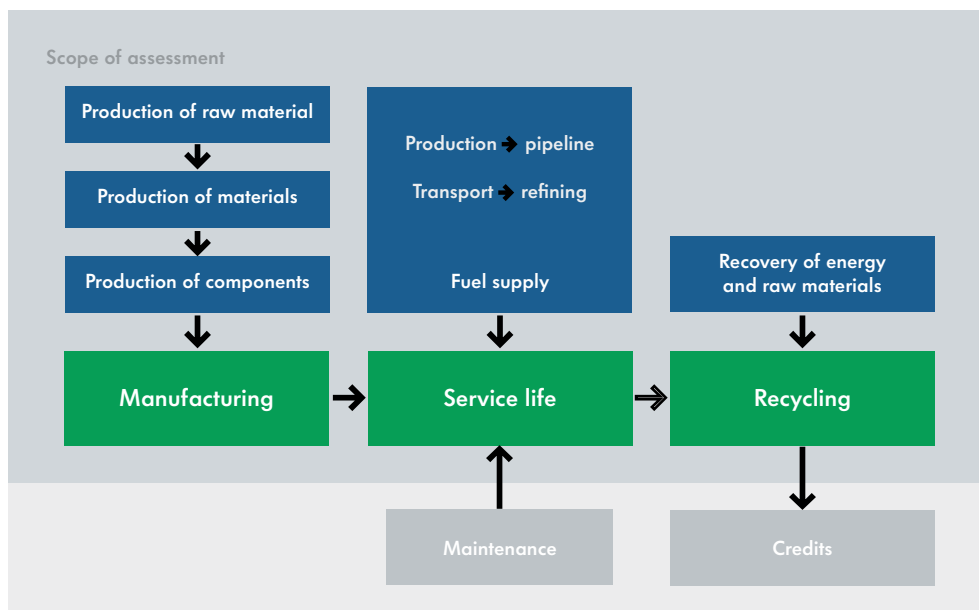 Scope of assessment
Production of raw material
Production of materials
Production of components
Production pipeline
Transport refining
Fuel supply
Recovery of energy
and raw materials
Manufacturing
Service life
Recycling
Maintenance
Credits